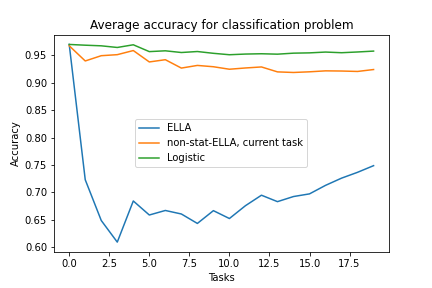 Average accuracy for classification problem
Accuracy
0.95
0.90
0.85
0.80
0.75
0.70
0.65
0.60
ELLA
non-stat-ELLA, current task
Logistic
0.0 2.5 5.0 7.5 10.0 12.5 15.0 17.5
Tasks